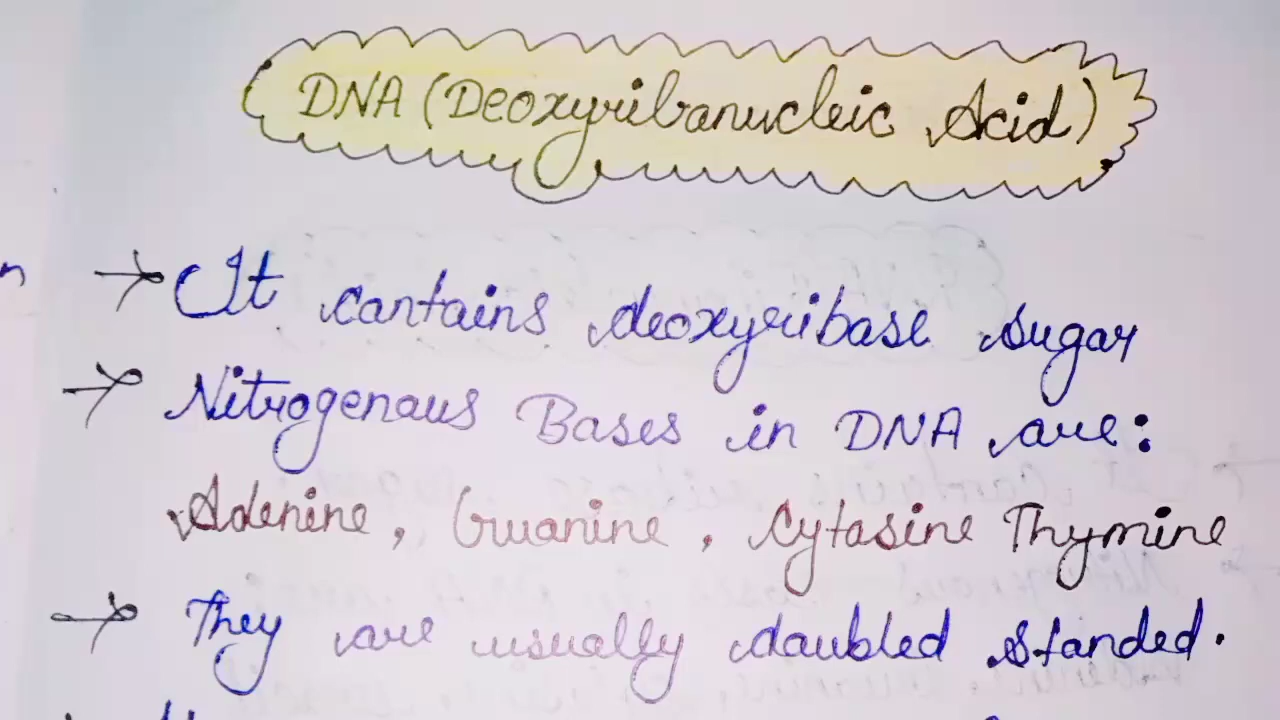 DNA (Deoxyribonucleic Acid)
→ It contains deoxyribose sugar
→ Nitrogenous Bases in DNA are:
Adenine, Guanine, Cytosine Thymine
→ They are usually doubled standed.